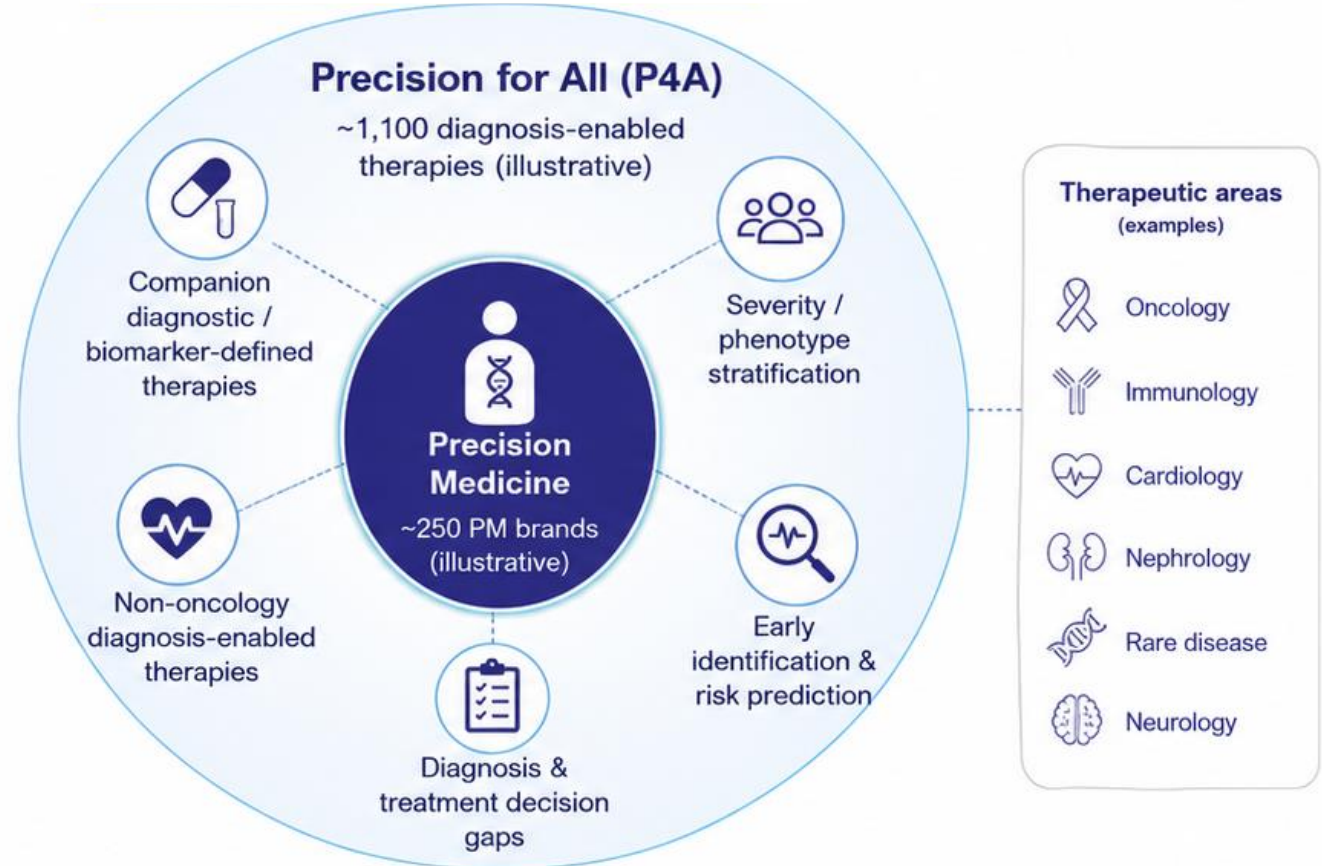 Precision for All (P4A)
~1,100 diagnosis-enabled
therapies (illustrative)
Companion
diagnostic /
biomarker-defined
therapies
Severity /
phenotype
stratification
Precision
Medicine
~250 PM brands
(illustrative)
Non-oncology
diagnosis-enabled
therapies
Early
identification &
risk prediction
Diagnosis &
treatment decision
gaps
Therapeutic areas
(examples)
Oncology
Immunology
Cardiology
Nephrology
Rare disease
Neurology